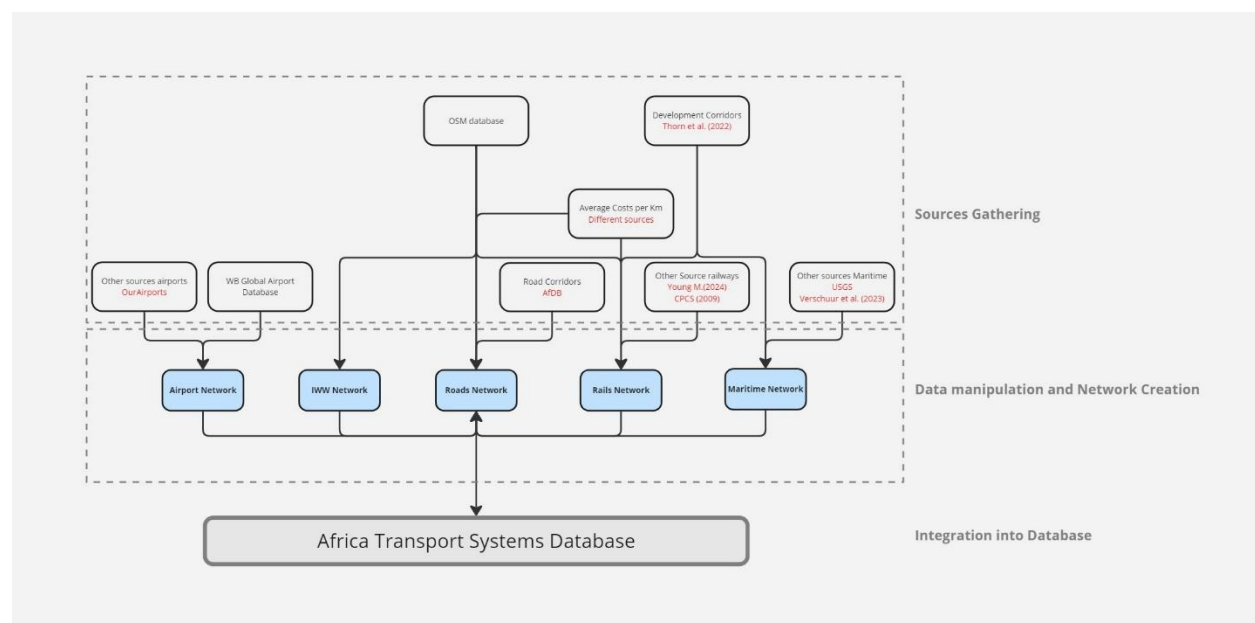 OSM database
Development Corridors
Thorn et al. (2022)
Average Costs per Km
Different sources
Sources Gathering
Other sources airports
OurAirports
WB Global Airport
Database
Road Corridors
AfDB
Other Source railways
Young M.(2024)
CPCS (2009)
Other sources Maritime
USGS
Verschuur et al. (2023)
Airport Network
IWW Network
Roads Network
Rails Network
Maritime Network
Data manipulation and Network Creation
Africa Transport Systems Database
Integration into Database